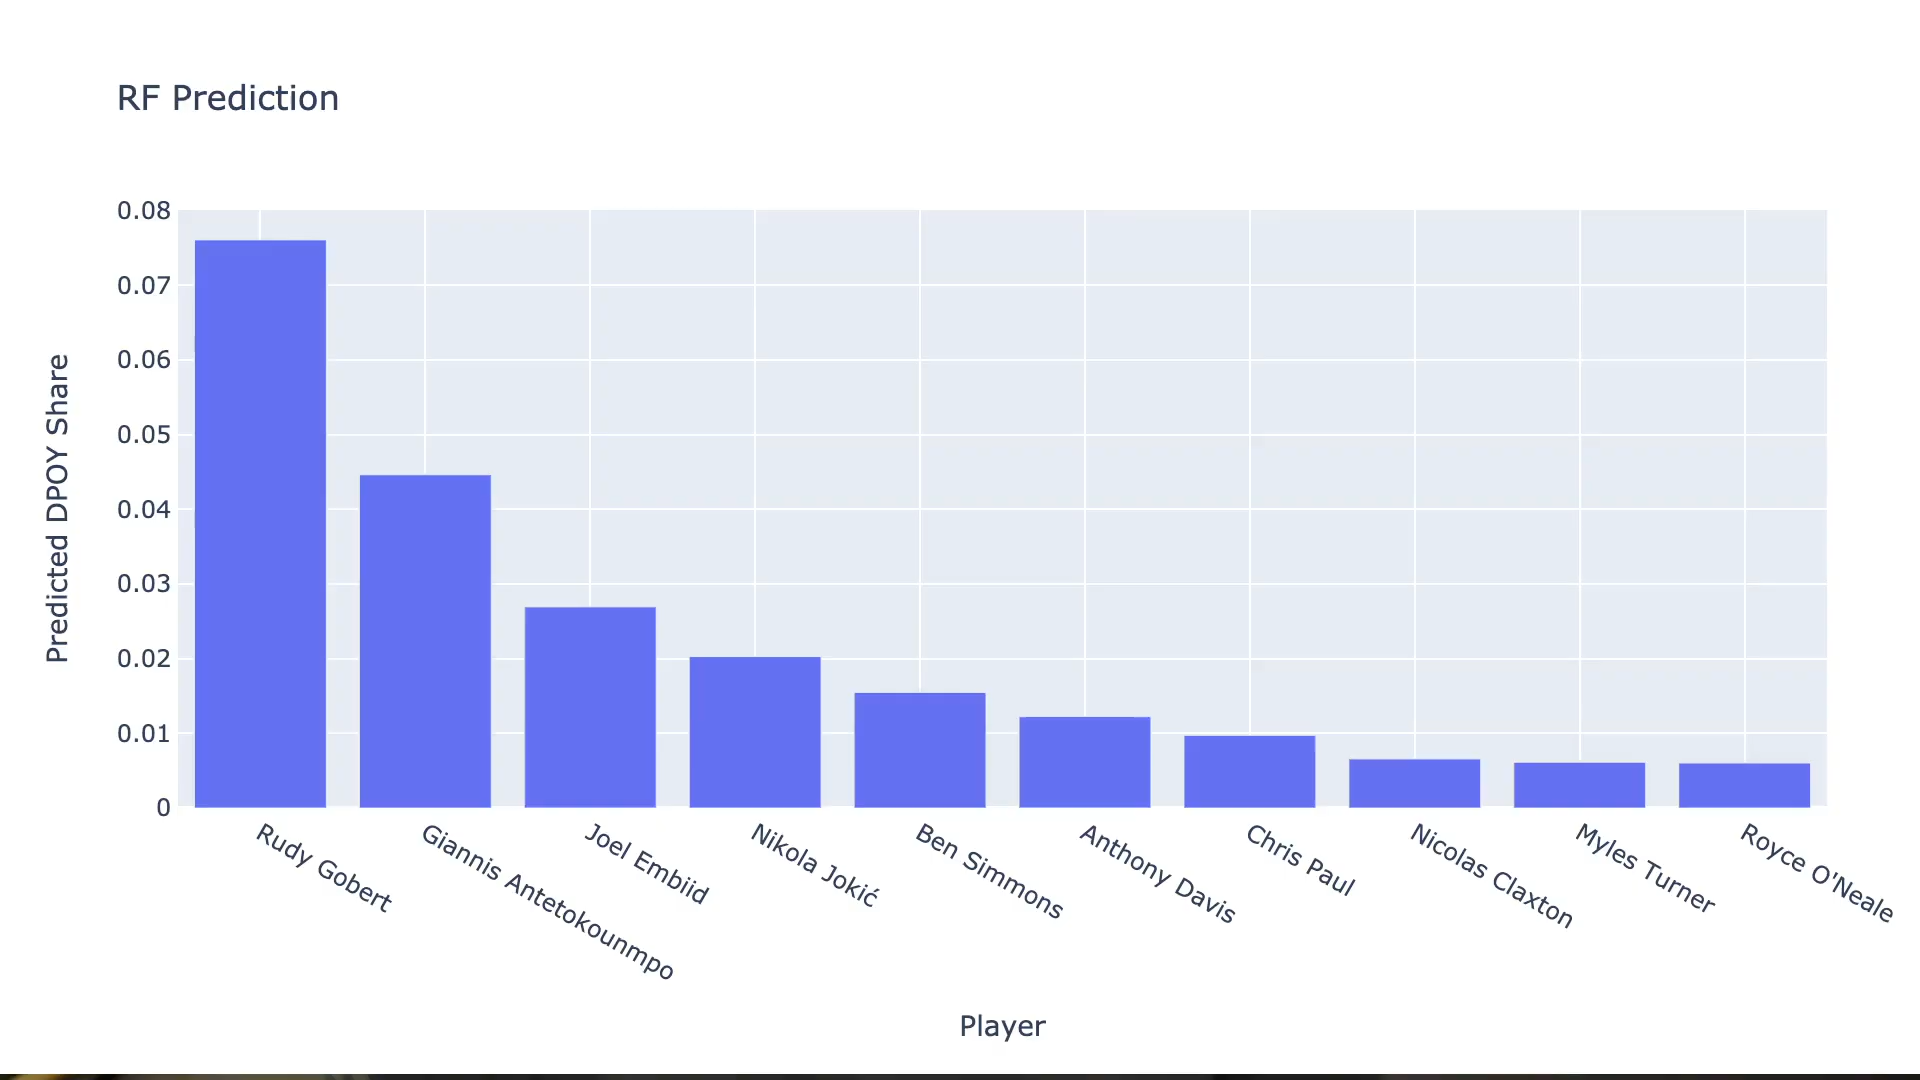 RF Prediction
0.08
0.07
0.06
0.05
0.04
0.03
0.02
0.01
0
Predicted DPOY Share
Rudy Gobert
Giannis Antetokounmpo
Joel Embiid
Nikola Jokić
Ben Simmons
Anthony Davis
Chris Paul
Nicolas Claxton
Myles Turner
Royce O'Neale
Player